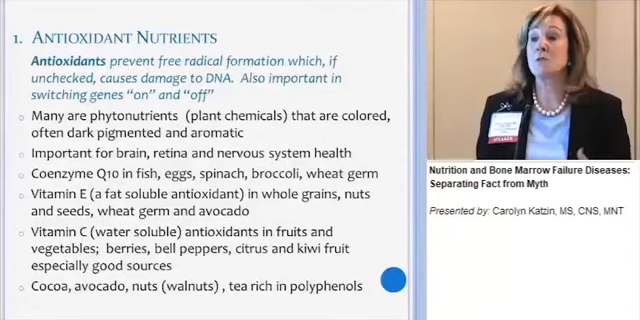 1. ANTIOXIDANT NUTRIENTS
Antioxidants prevent free radical formation which, if
unchecked, causes damage to DNA. Also important in
switching genes "on" and "off"
Many are phytonutrients (plant chemicals) that are colored,
often dark pigmented and aromatic
Important for brain, retina and nervous system health
Coenzyme Q10 in fish, eggs, spinach, broccoli, wheat germ
Vitamin E (a fat soluble antioxidant) in whole grains, nuts
and seeds, wheat germ and avocado
Vitamin C (water soluble) antioxidants in fruits and
vegetables; berries, bell peppers, citrus and kiwi fruit
especially good sources
Cocoa, avocado, nuts (walnuts) , tea rich in polyphenols
Nutrition and Bone Marrow Failure Diseases:
Separating Fact from Myth
Presented by: Carolyn Katzin, MS, CNS, MNT